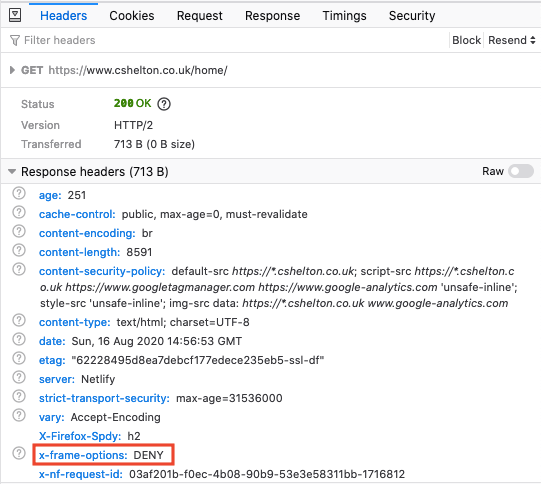 Headers Cookies Request Response Timings Security
Filter headers Block Resend
GET https://www.cshelton.co.uk/home/
Status 200 OK
Version HTTP/2
Transferred 713 B (0 B size)
Response headers (713 B) Raw
age: 251
cache-control: public, max-age=0, must-revalidate
content-encoding: br
content-length: 8591
content-security-policy: default-src https://*.cshelton.co.uk; script-src https://*.cshelton.c
o.uk https://www.googletagmanager.com https://www.google-analytics.com 'unsafe-inline';
style-src 'unsafe-inline'; img-src data: https://*.cshelton.co.uk www.google-analytics.com
content-type: text/html; charset=UTF-8
date: Sun, 16 Aug 2020 14:56:53 GMT
etag: "62228495d8ea7debcf177edece235eb5-ssl-df"
server: Netlify
strict-transport-security: max-age=31536000
vary: Accept-Encoding
X-Firefox-Spdy: h2
x-frame-options: DENY
x-nf-request-id: 03af201b-f0ec-4b08-90b9-53e3e58311bb-1716812